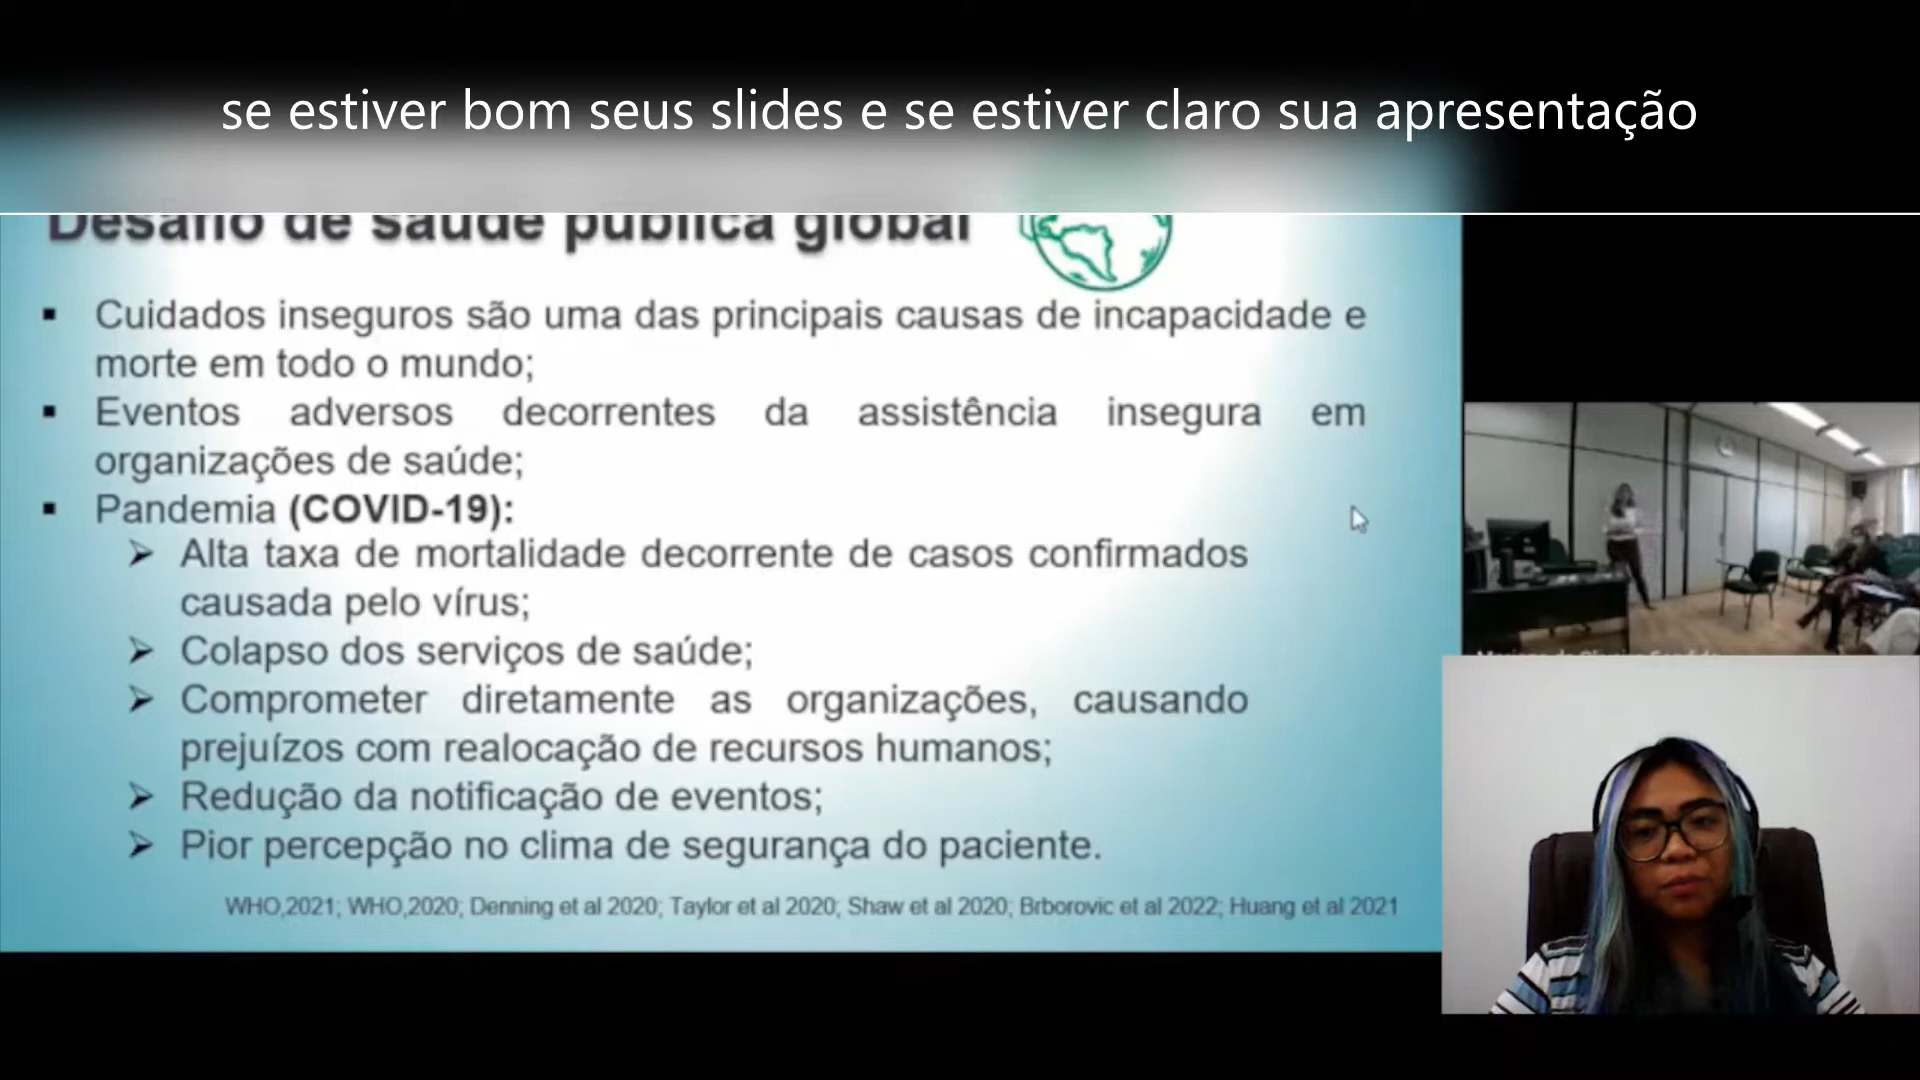 se estiver bom seus slides e se estiver claro sua apresentação
Desafio de saúde pública global
▪ Cuidados inseguros são uma das principais causas de incapacidade e
morte em todo o mundo;
▪ Eventos adversos decorrentes da assistência insegura em
organizações de saúde;
▪ Pandemia (COVID-19):
➢ Alta taxa de mortalidade decorrente de casos confirmados
causada pelo vírus;
➢ Colapso dos serviços de saúde;
➢ Comprometer diretamente as organizações, causando
prejuízos com realocação de recursos humanos;
➢ Redução da notificação de eventos;
➢ Pior percepção no clima de segurança do paciente.
WHO,2021; WHO,2020; Denning et al 2020; Taylor et al 2020; Shaw et al 2020; Brborovic et al 2022; Huang et al 2021